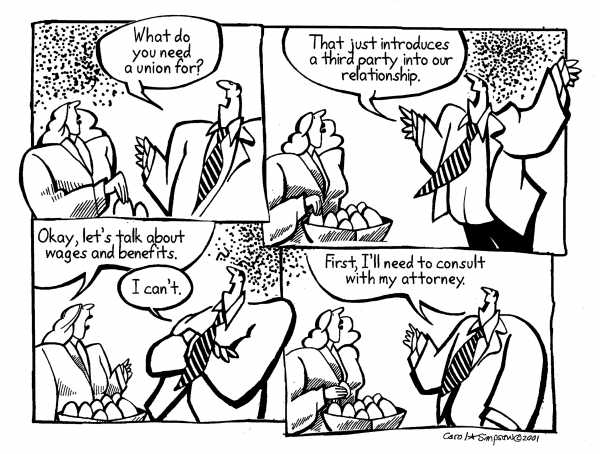 What do
you need
a union for?
That just introduces
a third party into our
relationship.
Okay, let's talk about
wages and benefits.
I can't.
First, I'll need to consult
with my attorney.
Carol★Simpson©2001